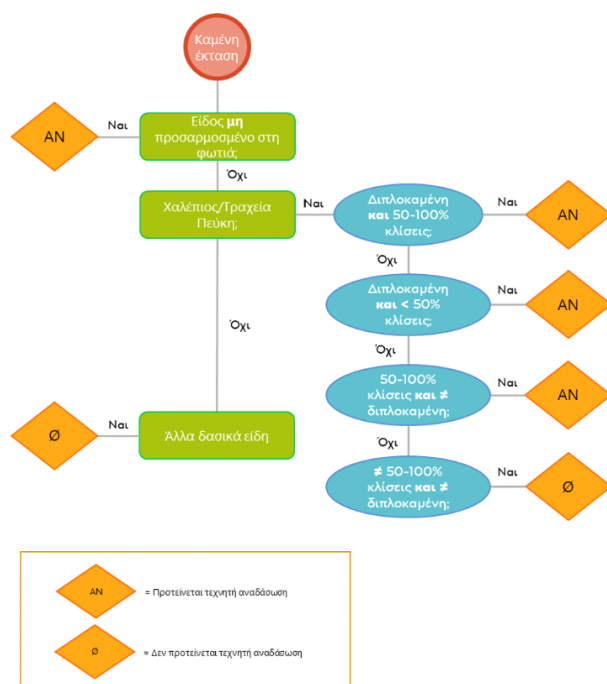 Καμένη
έκταση
Είδος μη
προσαρμοσμένο στη
φωτιά;
Ναι
ΑΝ
Όχι
Χαλέπιος/Τραχεία
Πεύκη;
Ναι
Διπλοκαμένη
και 50-100%
κλίσεις;
Ναι
ΑΝ
Όχι
Διπλοκαμένη
και < 50%
κλίσεις;
Ναι
ΑΝ
Όχι
Όχι
50-100%
κλίσεις και ≠
διπλοκαμένη;
Ναι
ΑΝ
Όχι
Άλλα δασικά είδη
Ναι
Ø
≠ 50-100%
κλίσεις και ≠
διπλοκαμένη;
Ναι
Ø
ΑΝ
= Προτείνεται τεχνητή αναδάσωση
Ø
= Δεν προτείνεται τεχνητή αναδάσωση